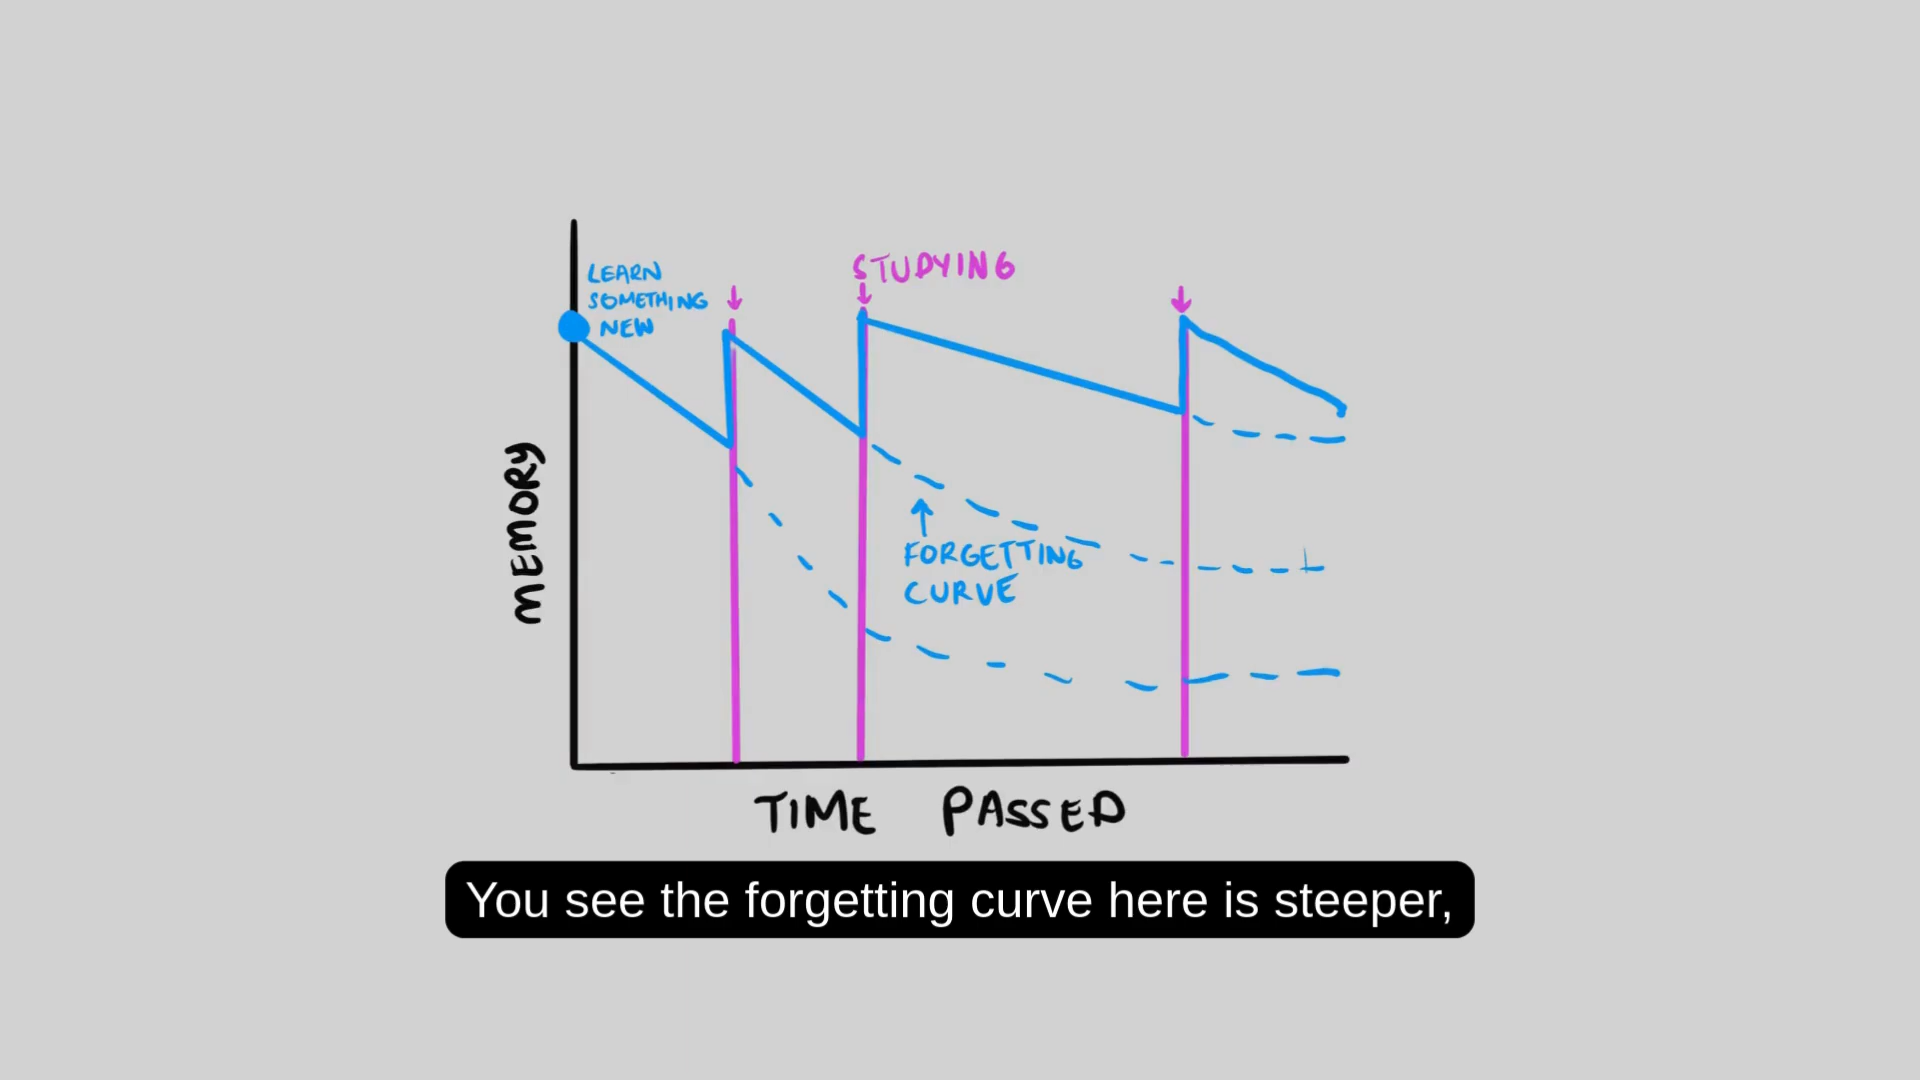 LEARN
SOMETHING
NEW
STUDYING
FORGETTING
CURVE
MEMORY
TIME PASSED
You see the forgetting curve here is steeper,